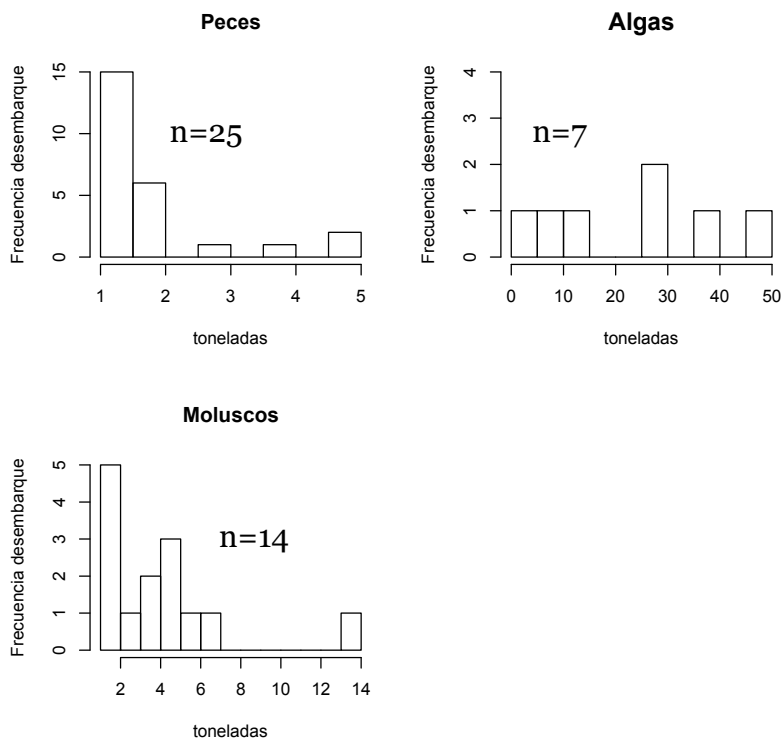 Peces
Frecuencia desembarque
15
10
5
0
n=25
1 2 3 4 5
toneladas
Algas
Frecuencia desembarque
4
3
2
1
0
n=7
0 10 20 30 40 50
toneladas
Moluscos
Frecuencia desembarque
5
4
3
2
1
0
n=14
2 4 6 8 10 12 14
toneladas